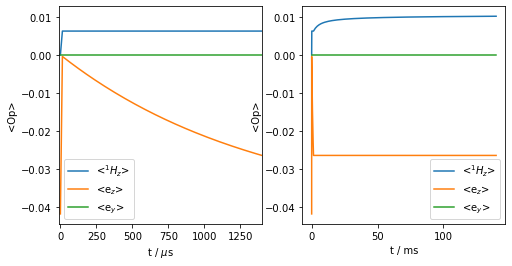 0.01
0.00
−0.01
−0.02
−0.03
−0.04
<Op>
0 250 500 750 1000 1250
t / μs
<¹H_z>
<e_z>
<e_y>
0.01
0.00
−0.01
−0.02
−0.03
−0.04
<Op>
0 50 100
t / ms
<¹H_z>
<e_z>
<e_y>